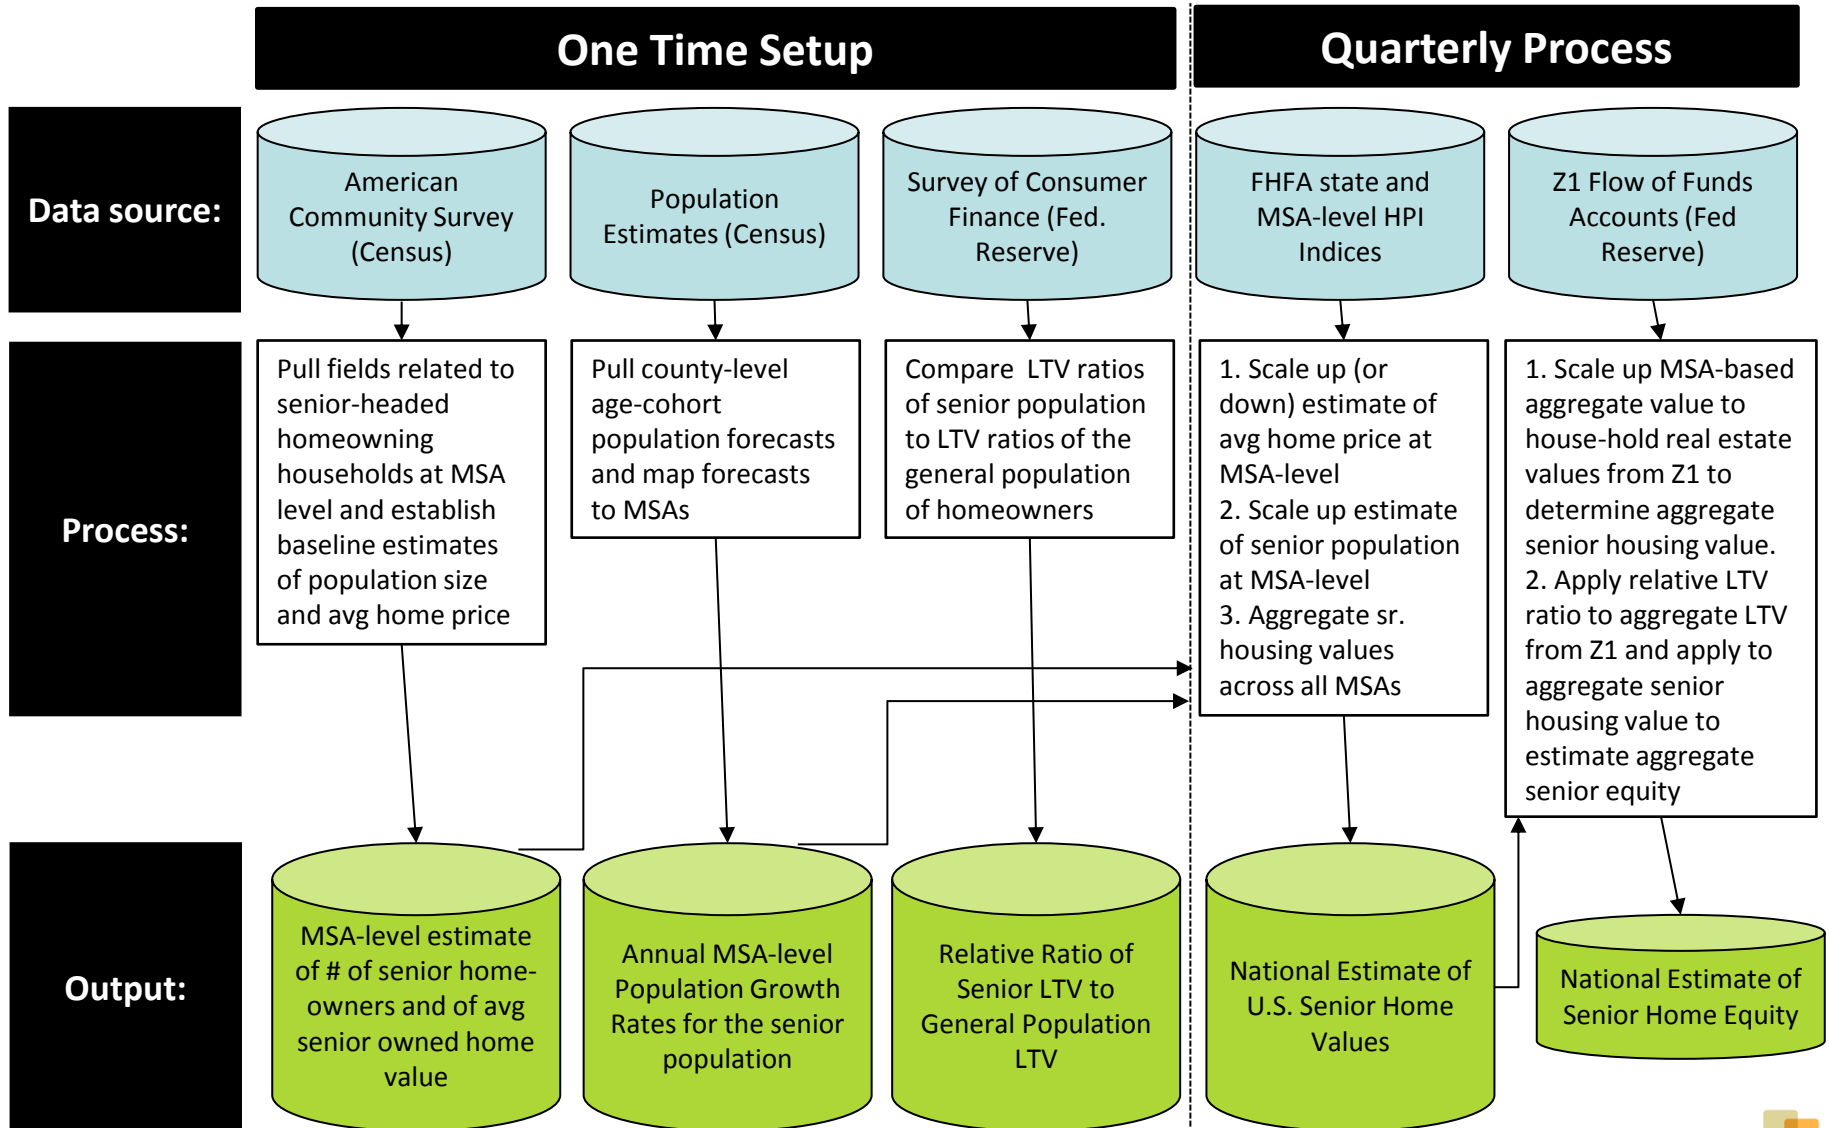 One Time Setup
Quarterly Process
Data source:
American
Community Survey
(Census)
Population
Estimates (Census)
Survey of Consumer
Finance (Fed.
Reserve)
FHFA state and
MSA-level HPI
Indices
Z1 Flow of Funds
Accounts (Fed
Reserve)
Process:
Pull fields related to
senior-headed
homeowning
households at MSA
level and establish
baseline estimates
of population size
and avg home price
Pull county-level
age-cohort
population forecasts
and map forecasts
to MSAs
Compare LTV ratios
of senior population
to LTV ratios of the
general population
of homeowners
1. Scale up (or
down) estimate of
avg home price at
MSA-level
2. Scale up estimate
of senior population
at MSA-level
3. Aggregate sr.
housing values
across all MSAs
1. Scale up MSA-based
aggregate value to
house-hold real estate
values from Z1 to
determine aggregate
senior housing value.
2. Apply relative LTV
ratio to aggregate LTV
from Z1 and apply to
aggregate senior
housing value to
estimate aggregate
senior equity
Output:
MSA-level estimate
of # of senior home-
owners and of avg
senior owned home
value
Annual MSA-level
Population Growth
Rates for the senior
population
Relative Ratio of
Senior LTV to
General Population
LTV
National Estimate of
U.S. Senior Home
Values
National Estimate of
Senior Home Equity